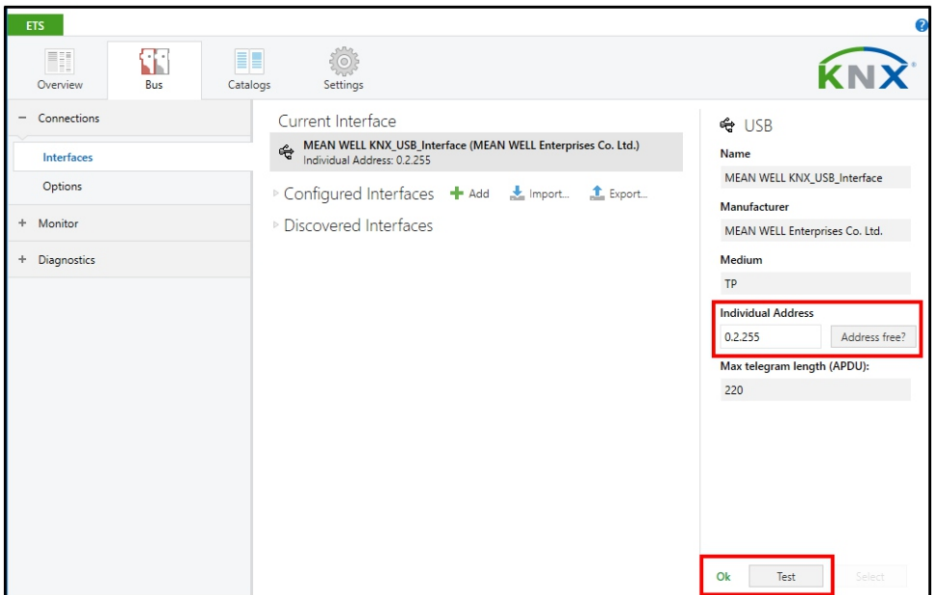 ETS
?
Overview
Bus
Catalogs
Settings
KNX
− Connections
Interfaces
Options
+ Monitor
+ Diagnostics
Current Interface
MEAN WELL KNX_USB_Interface (MEAN WELL Enterprises Co. Ltd.)
Individual Address: 0.2.255
Configured Interfaces + Add Import... Export...
Discovered Interfaces
USB
Name
MEAN WELL KNX_USB_Interface
Manufacturer
MEAN WELL Enterprises Co. Ltd.
Medium
TP
Individual Address
0.2.255 Address free?
Max telegram length (APDU):
220
Ok Test Select